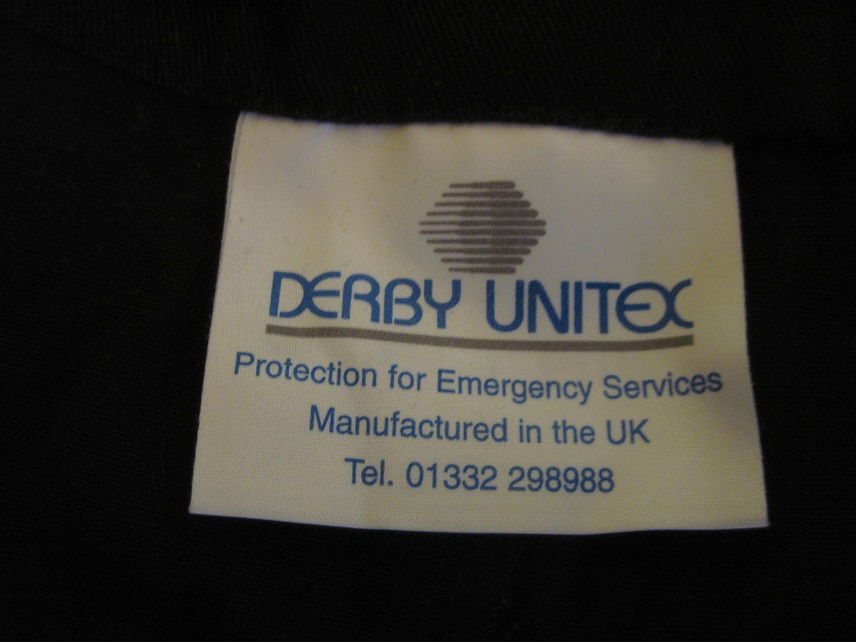 DERBY UNITEX
Protection for Emergency Services
Manufactured in the UK
Tel. 01332 298988